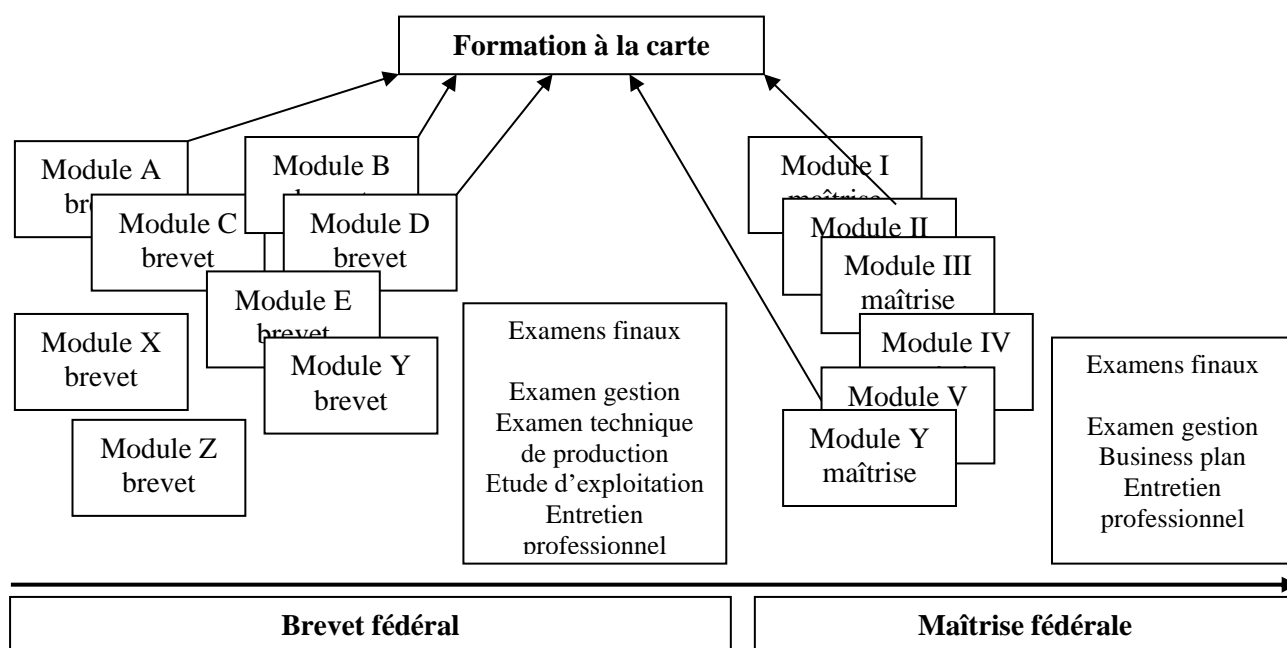 Formation à la carte
Module A
Module B
Module C
brevet
Module D
brevet
Module E
brevet
Module X
brevet
Module Y
brevet
Module Z
brevet
Examens finaux
Examen gestion
Examen technique
de production
Etude d’exploitation
Entretien
professionnel
Module I
maîtrise
Module II
Module III
maîtrise
Module IV
Module V
Module Y
maîtrise
Examens finaux
Examen gestion
Business plan
Entretien
professionnel
Brevet fédéral
Maîtrise fédérale